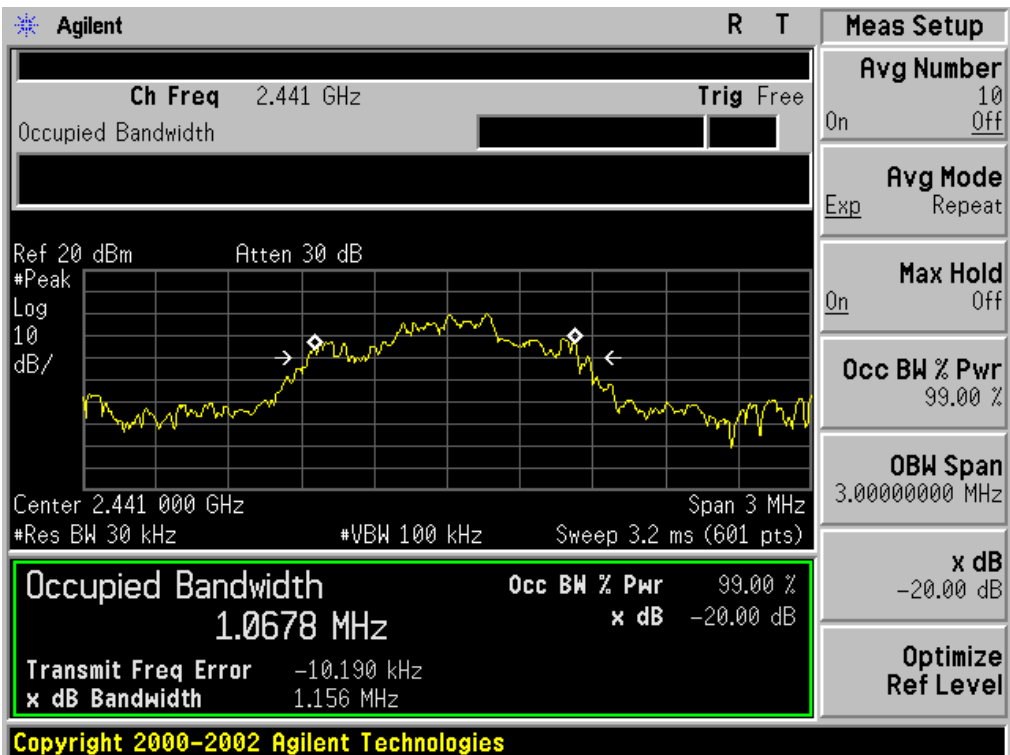 Agilent R T
Ch Freq 2.441 GHz Trig Free
Occupied Bandwidth
Ref 20 dBm Atten 30 dB
#Peak
Log
10
dB/
Center 2.441 000 GHz Span 3 MHz
#Res BW 30 kHz #VBW 100 kHz Sweep 3.2 ms (601 pts)
Occupied Bandwidth Occ BW % Pwr 99.00 %
1.0678 MHz x dB -20.00 dB
Transmit Freq Error -10.190 kHz
x dB Bandwidth 1.156 MHz
Copyright 2000-2002 Agilent Technologies
Meas Setup
Avg Number
10
On Off
Avg Mode
Exp Repeat
Max Hold
On Off
Occ BW % Pwr
99.00 %
OBW Span
3.00000000 MHz
x dB
-20.00 dB
Optimize
Ref Level